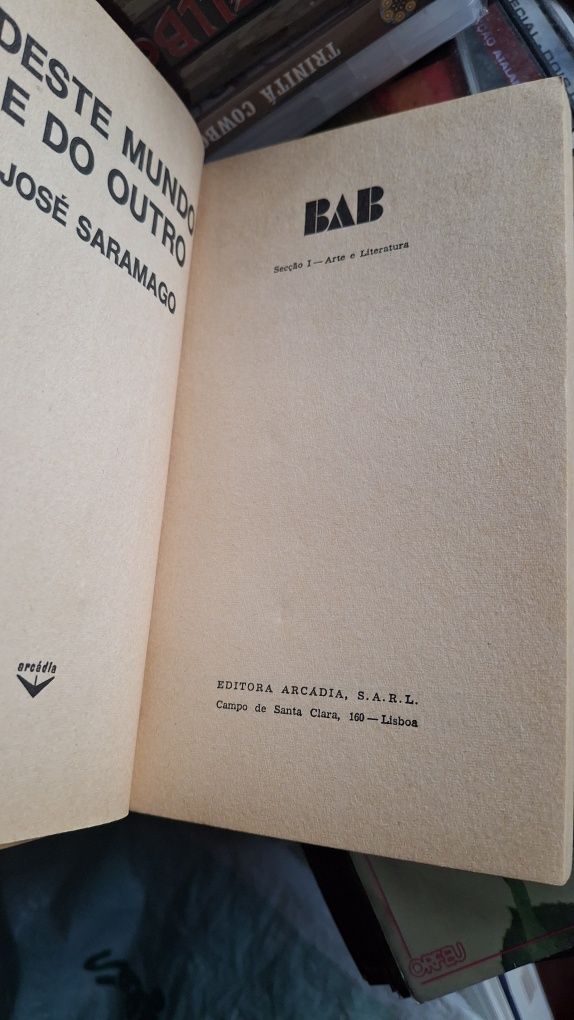 DESTE MUNDO
E DO OUTRO
JOSÉ SARAMAGO
arcádia
BAB
Secção I — Arte e Literatura
EDITORA ARCÁDIA, S.A.R.L.
Campo de Santa Clara, 160 — Lisboa
TRINITÁ
ORFEU